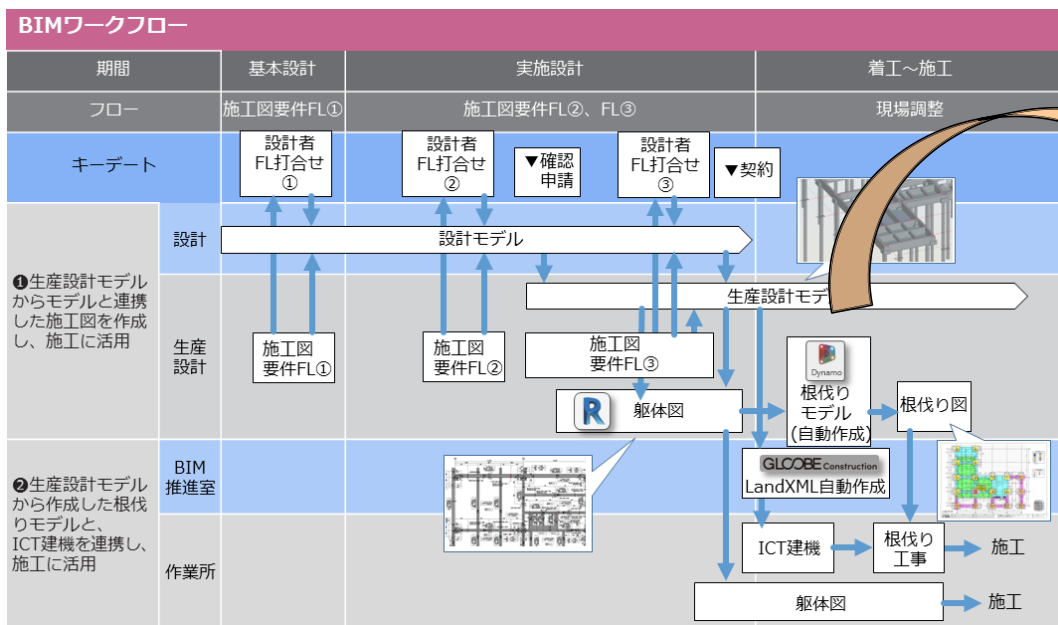 BIMワークフロー
期間
基本設計
実施設計
着工～施工
フロー
施工図要件FL①
施工図要件FL②、FL③
現場調整
キーデート
設計者
FL打合せ
①
設計者
FL打合せ
②
▼確認
申請
設計者
FL打合せ
③
▼契約
❶生産設計モデル
からモデルと連携
した施工図を作成
し、施工に活用
設計
設計モデル
生産設計モデ
生産
設計
施工図
要件FL①
施工図
要件FL②
施工図
要件FL③
R
躯体図
Dynamo
根伐り
モデル
(自動作成)
根伐り図
❷生産設計モデル
から作成した根伐
りモデルと、
ICT建機を連携し、
施工に活用
BIM
推進室
GLOOBE Construction
LandXML自動作成
作業所
ICT建機
根伐り
工事
施工
躯体図
施工